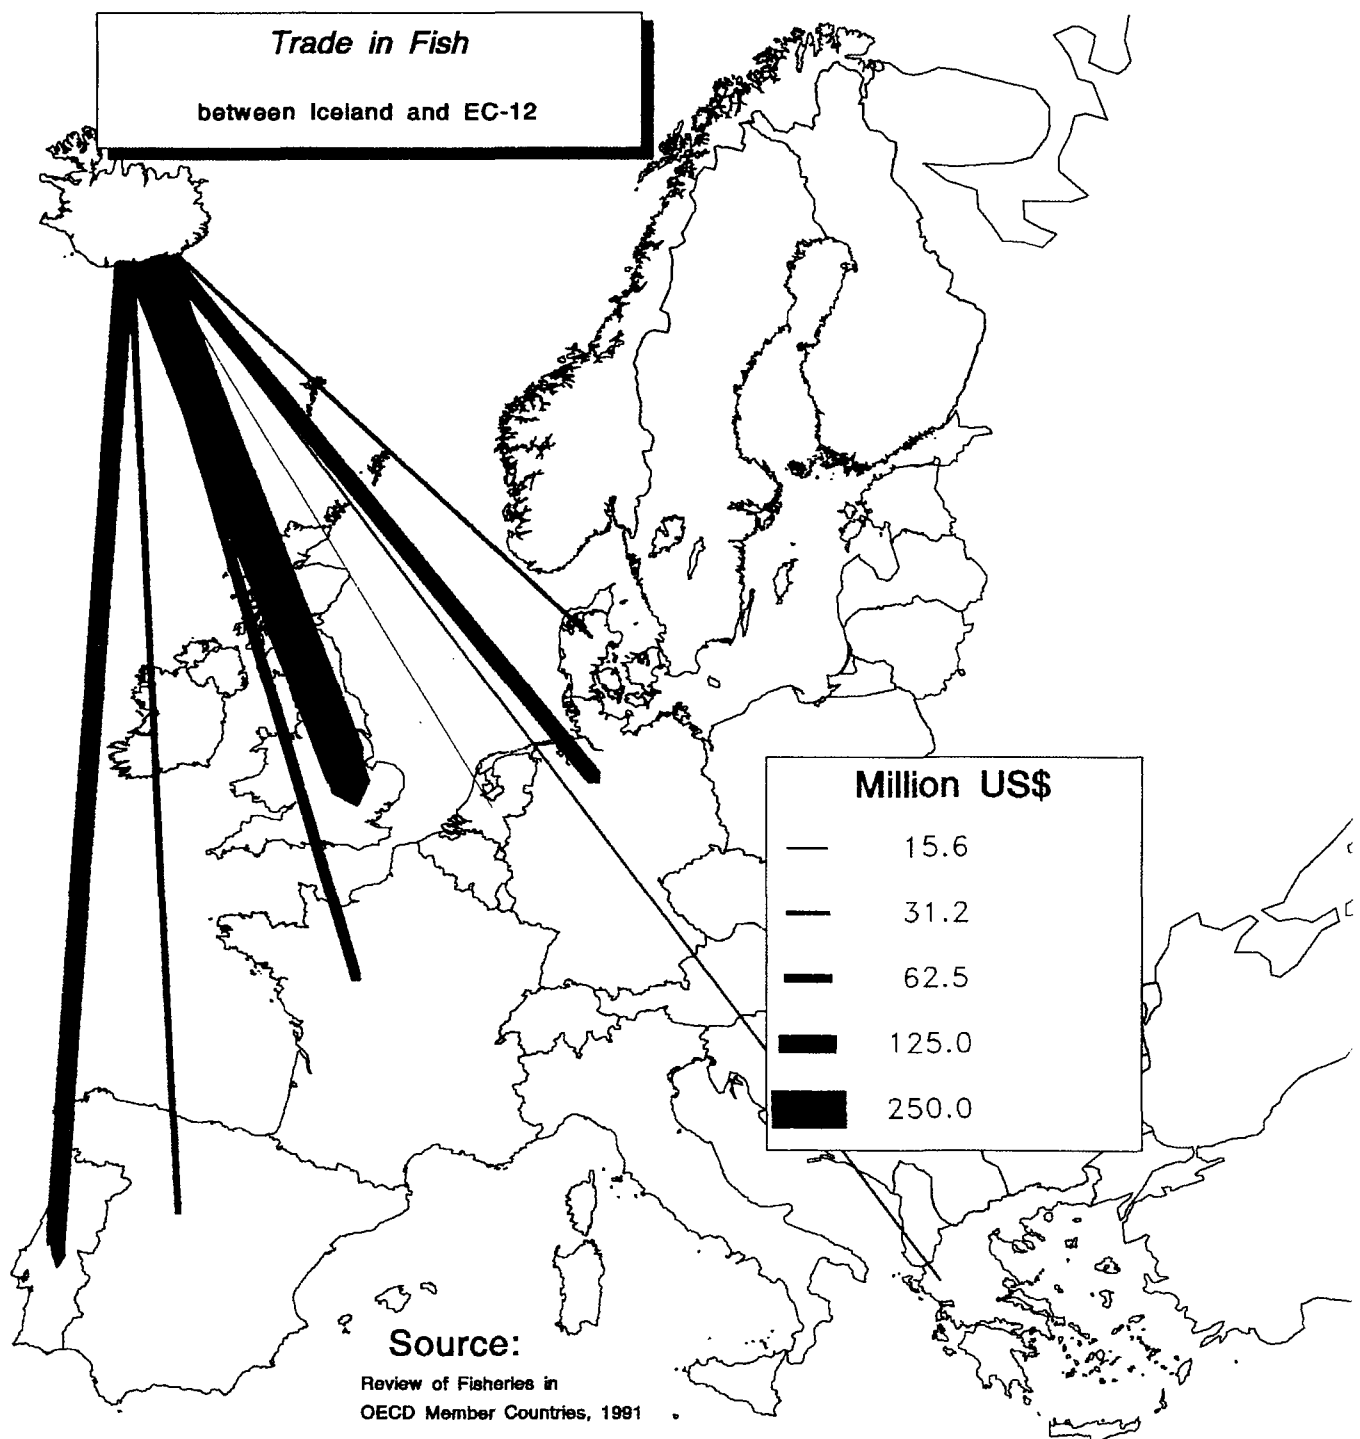 Trade in Fish
between Iceland and EC-12
Million US$
15.6
31.2
62.5
125.0
250.0
Source:
Review of Fisheries in
OECD Member Countries, 1991